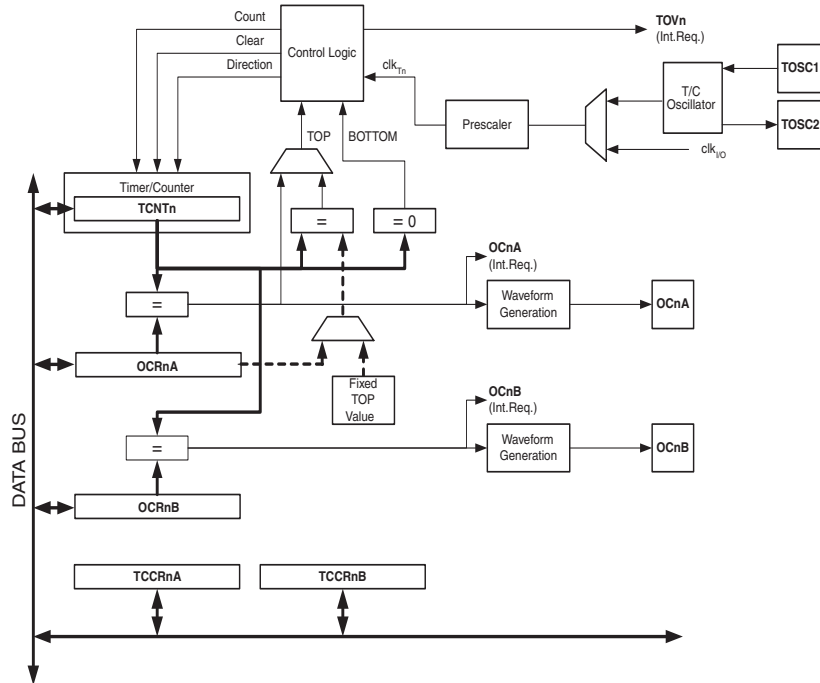 Count
Clear
Direction
Control Logic
TOVn
(Int.Req.)
clkTn
TOSC1
T/C
Oscillator
TOSC2
Prescaler
clkI/O
TOP
BOTTOM
Timer/Counter
TCNTn
=
= 0
OCnA
(Int.Req.)
=
Waveform
Generation
OCnA
OCRnA
Fixed
TOP
Value
OCnB
(Int.Req.)
=
Waveform
Generation
OCnB
OCRnB
DATA BUS
TCCRnA
TCCRnB